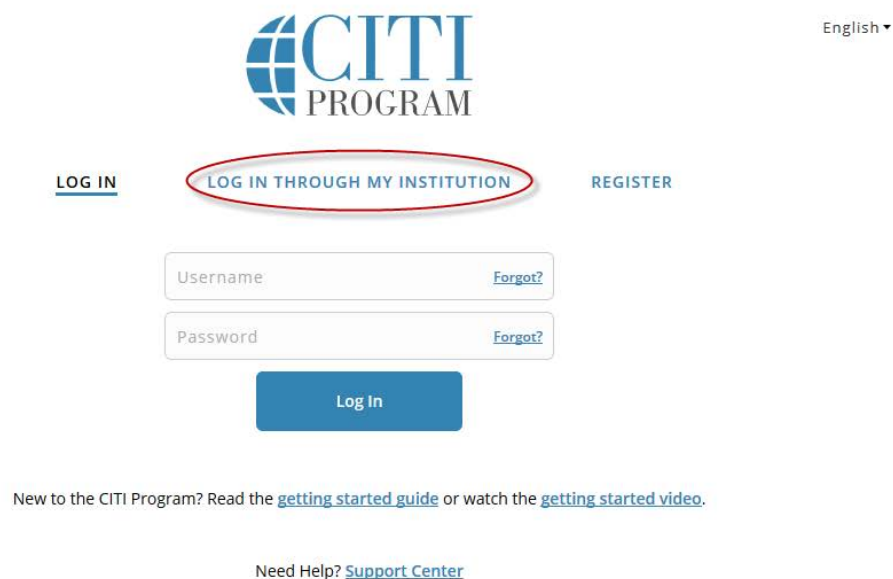 CITI
PROGRAM
English
LOG IN LOG IN THROUGH MY INSTITUTION REGISTER
Username Forgot?
Password Forgot?
Log In
New to the CITI Program? Read the getting started guide or watch the getting started video.
Need Help? Support Center